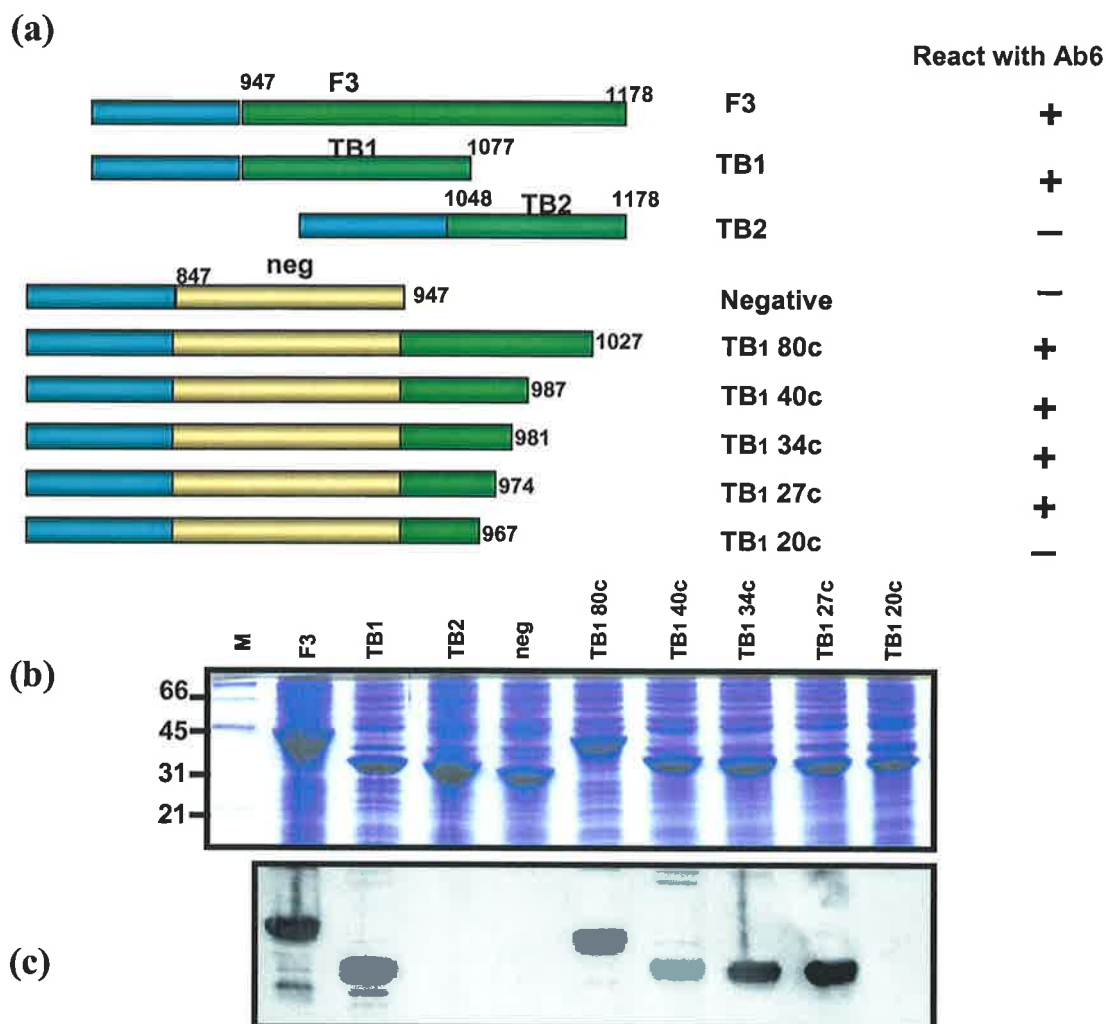 (a)
React with Ab6
947 F3 1178 F3 +
TB1 1077 TB1 +
1048 TB2 1178 TB2 −
847 neg 947 Negative −
1027 TB1 80c +
987 TB1 40c +
981 TB1 34c +
974 TB1 27c +
967 TB1 20c −
M F3 TB1 TB2 neg TB1 80c TB1 40c TB1 34c TB1 27c TB1 20c
(b)
66
45
31
21
(c)